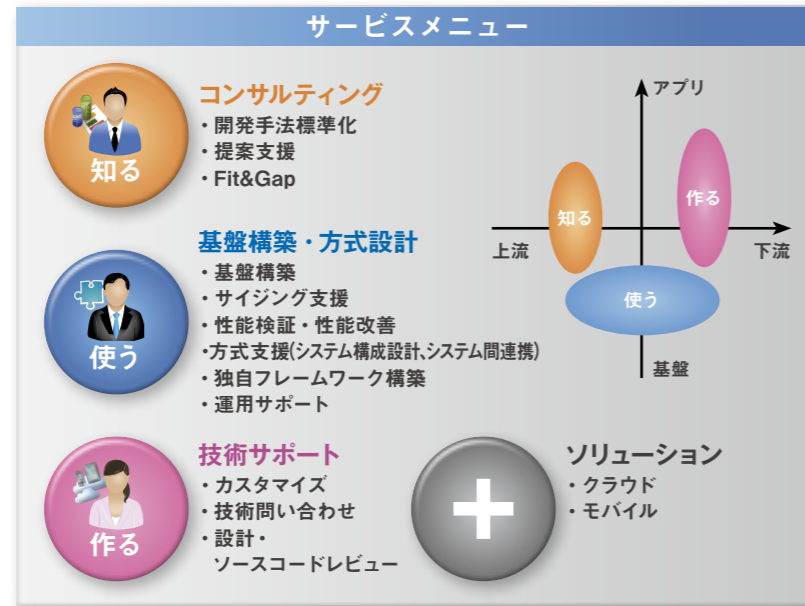 サービスメニュー
知る
コンサルティング
・開発手法標準化
・提案支援
・Fit&Gap
使う
基盤構築・方式設計
・基盤構築
・サイジング支援
・性能検証・性能改善
・方式支援(システム構成設計、システム間連携)
・独自フレームワーク構築
・運用サポート
アプリ
知る
作る
上流
下流
使う
基盤
作る
技術サポート
・カスタマイズ
・技術問い合わせ
・設計・
ソースコードレビュー
+
ソリューション
・クラウド
・モバイル